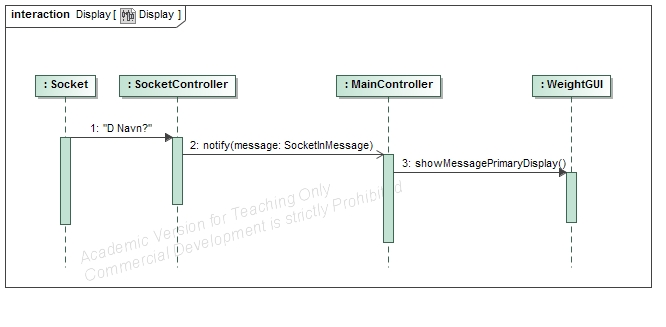 interaction Display [ Display ]
: Socket
: SocketController
: MainController
: WeightGUI
1: "D Navn?"
2: notify(message: SocketInMessage)
3: showMessagePrimaryDisplay()
Academic Version for Teaching Only
Commercial Development is strictly Prohibited